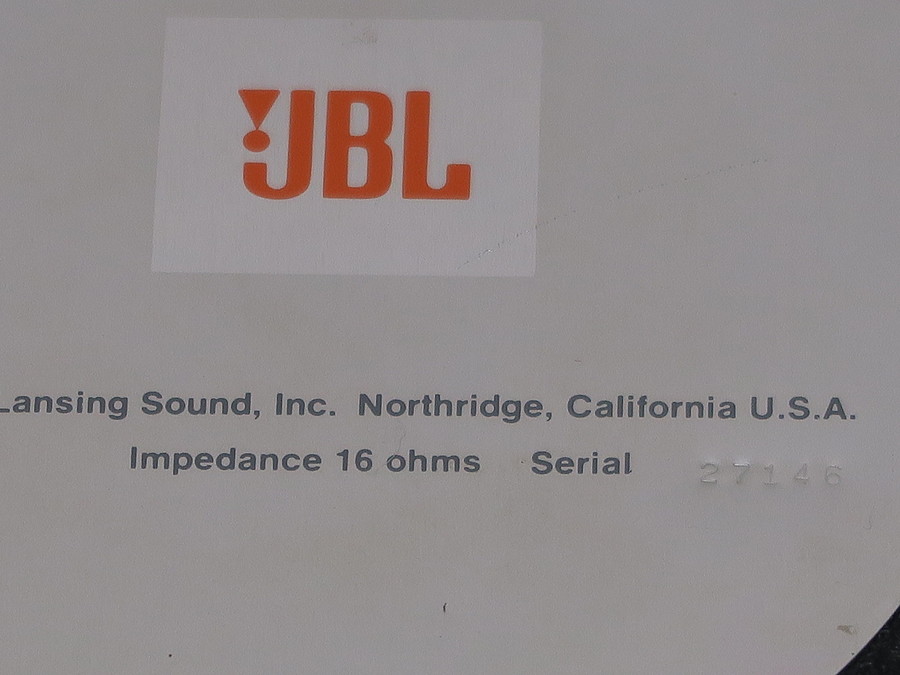 JBL
Lansing Sound, Inc. Northridge, California U.S.A.
Impedance 16 ohms Serial 27146